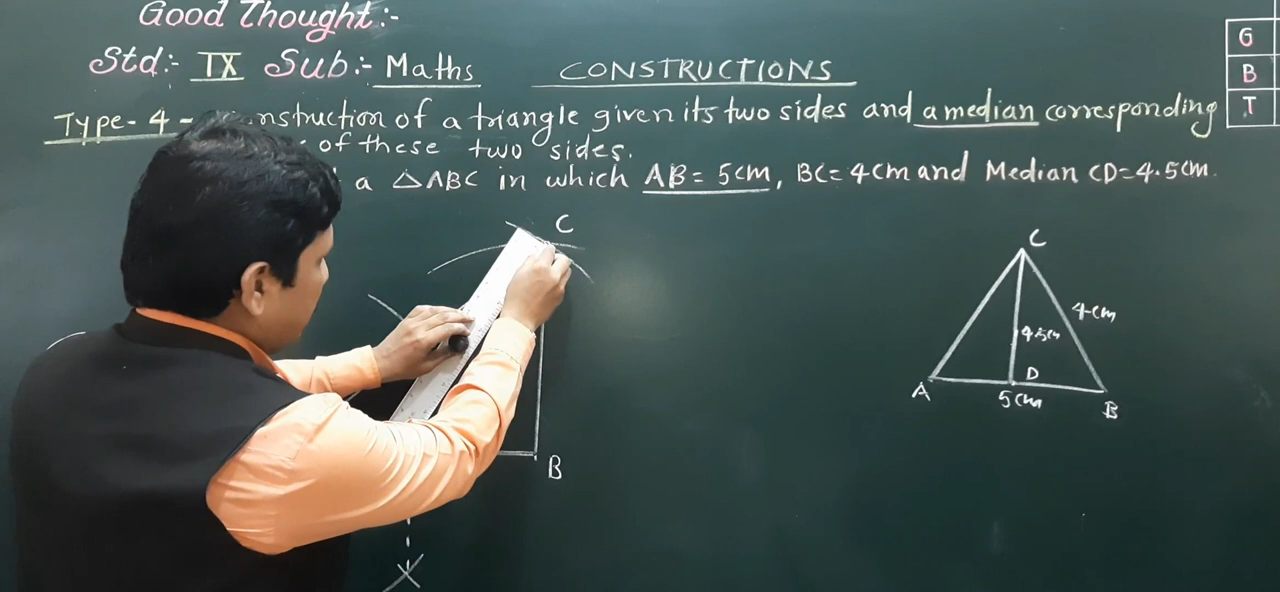 Good Thought:-
Std:- IX Sub:- Maths CONSTRUCTIONS
G
B
T
Type-4- construction of a triangle given its two sides and a median corresponding
of these two sides.
a △ABC in which AB = 5cm, BC = 4cm and Median CD = 4.5cm.
C
B
C
4cm
4.5cm
D
A
5cm
B